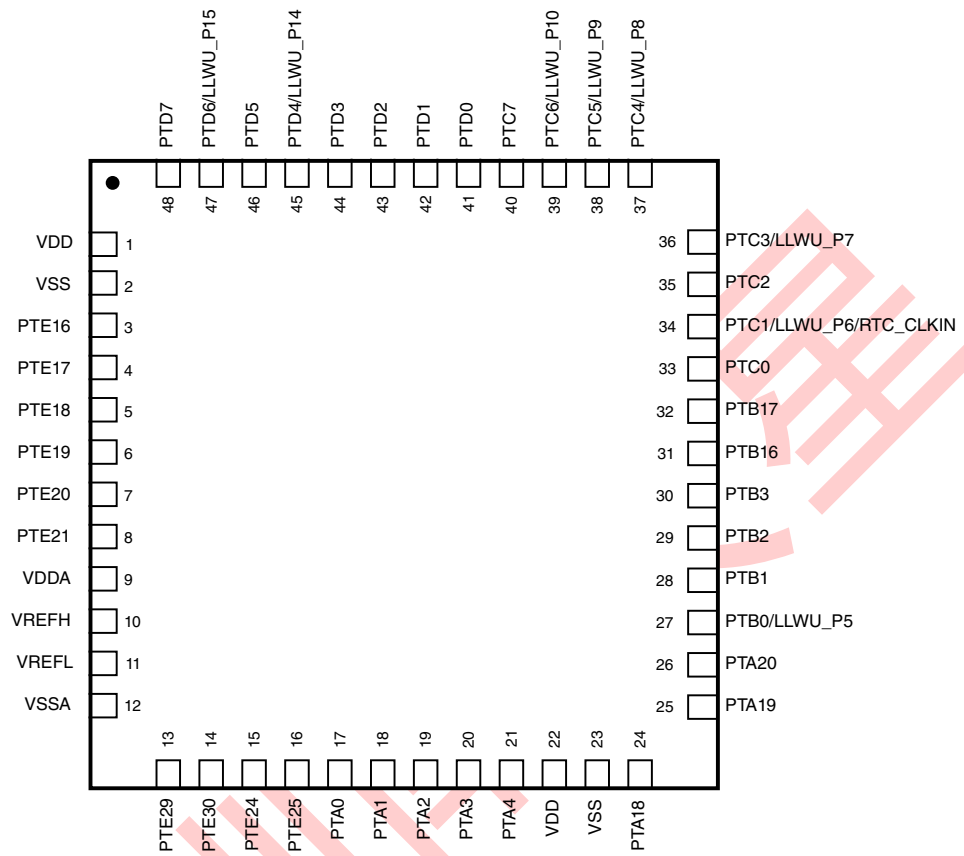 PTD7
PTD6/LLWU_P15
PTD5
PTD4/LLWU_P14
PTD3
PTD2
PTD1
PTD0
PTC7
PTC6/LLWU_P10
PTC5/LLWU_P9
PTC4/LLWU_P8
48
47
46
45
44
43
42
41
40
39
38
37
VDD 1
VSS 2
PTE16 3
PTE17 4
PTE18 5
PTE19 6
PTE20 7
PTE21 8
VDDA 9
VREFH 10
VREFL 11
VSSA 12
36 PTC3/LLWU_P7
35 PTC2
34 PTC1/LLWU_P6/RTC_CLKIN
33 PTC0
32 PTB17
31 PTB16
30 PTB3
29 PTB2
28 PTB1
27 PTB0/LLWU_P5
26 PTA20
25 PTA19
13
14
15
16
17
18
19
20
21
22
23
24
PTE29
PTE30
PTE24
PTE25
PTA0
PTA1
PTA2
PTA3
PTA4
VDD
VSS
PTA18